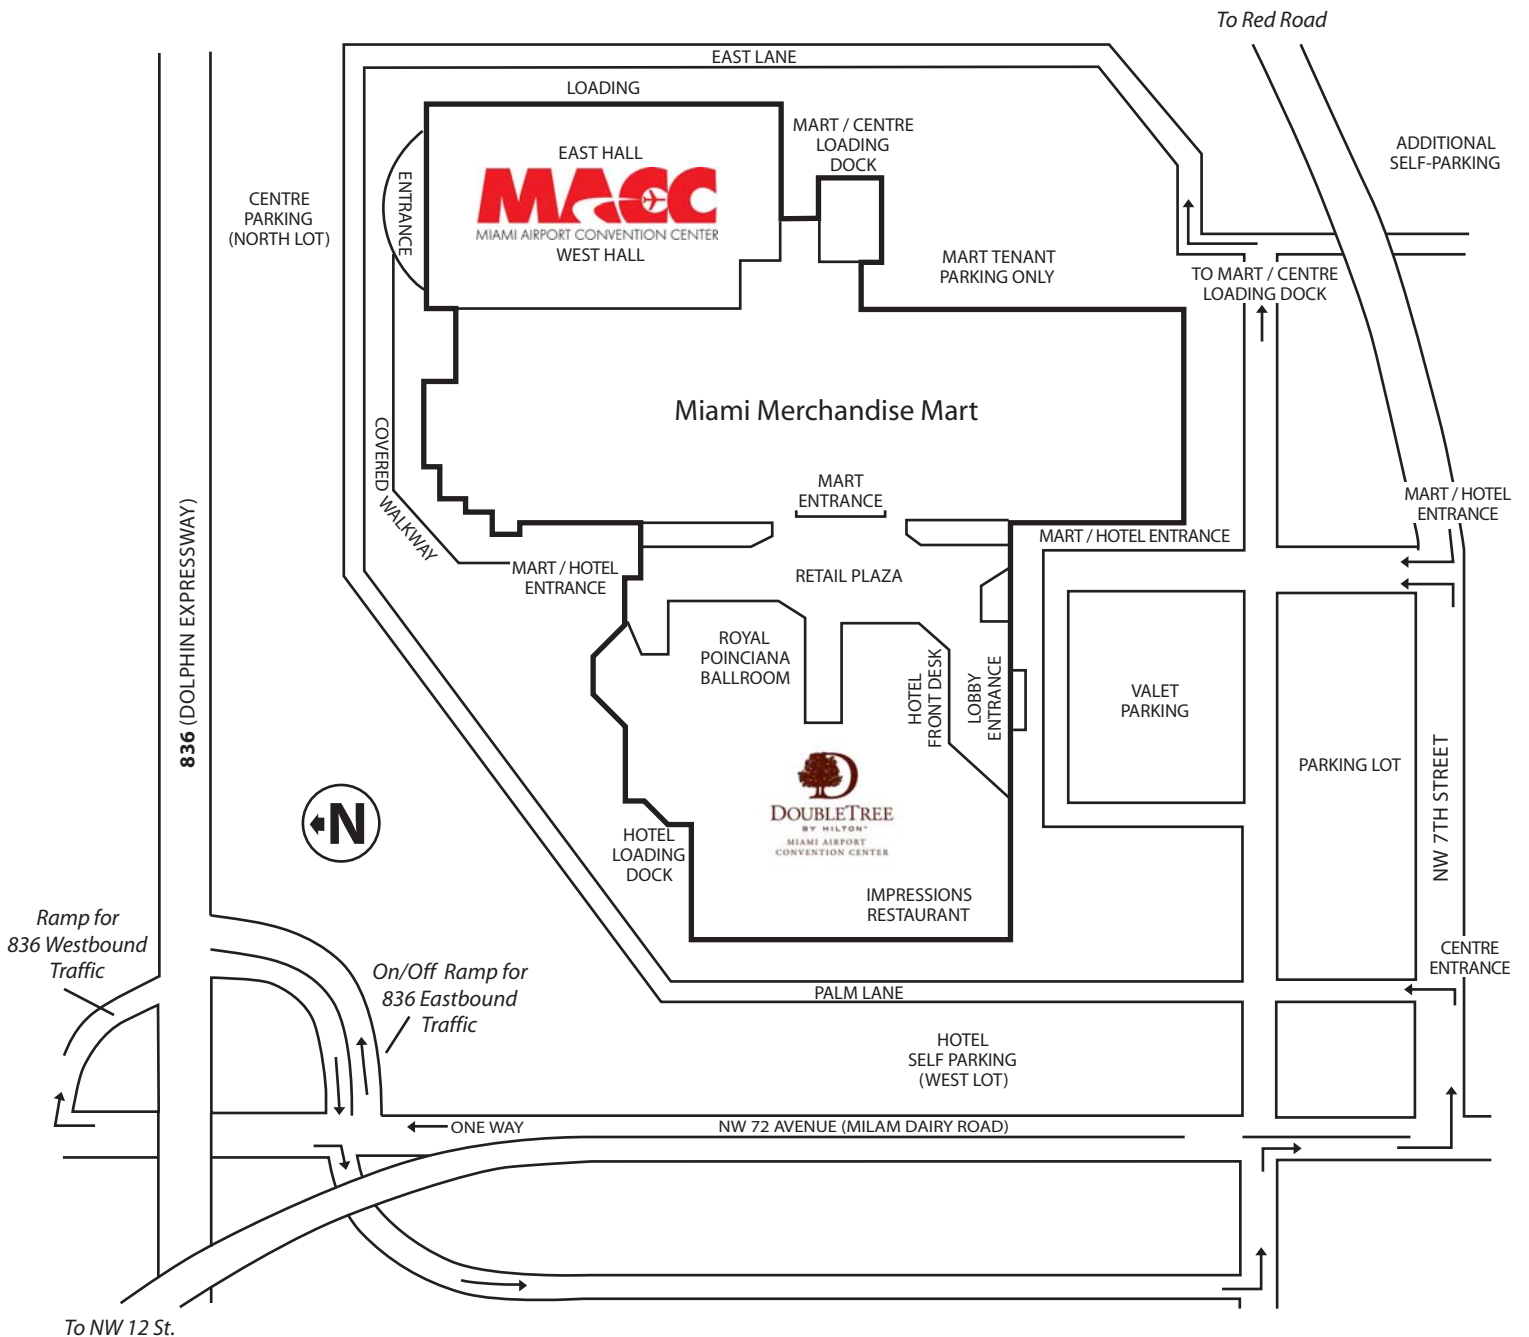 To Red Road
EAST LANE
LOADING
MART / CENTRE
LOADING
DOCK
ADDITIONAL
SELF-PARKING
EAST HALL
MACC
MIAMI AIRPORT CONVENTION CENTER
WEST HALL
ENTRANCE
CENTRE
PARKING
(NORTH LOT)
MART TENANT
PARKING ONLY
TO MART / CENTRE
LOADING DOCK
Miami Merchandise Mart
COVERED WALKWAY
MART
ENTRANCE
MART / HOTEL
ENTRANCE
MART / HOTEL ENTRANCE
MART / HOTEL
ENTRANCE
RETAIL PLAZA
836 (DOLPHIN EXPRESSWAY)
ROYAL
POINCIANA
BALLROOM
HOTEL
FRONT DESK
LOBBY
ENTRANCE
VALET
PARKING
PARKING LOT
NW 7TH STREET
N
D
DOUBLETREE
BY HILTON™
MIAMI AIRPORT
CONVENTION CENTER
HOTEL
LOADING
DOCK
IMPRESSIONS
RESTAURANT
Ramp for
836 Westbound
Traffic
On/Off Ramp for
836 Eastbound
Traffic
CENTRE
ENTRANCE
PALM LANE
HOTEL
SELF PARKING
(WEST LOT)
ONE WAY
NW 72 AVENUE (MILAM DAIRY ROAD)
To NW 12 St.